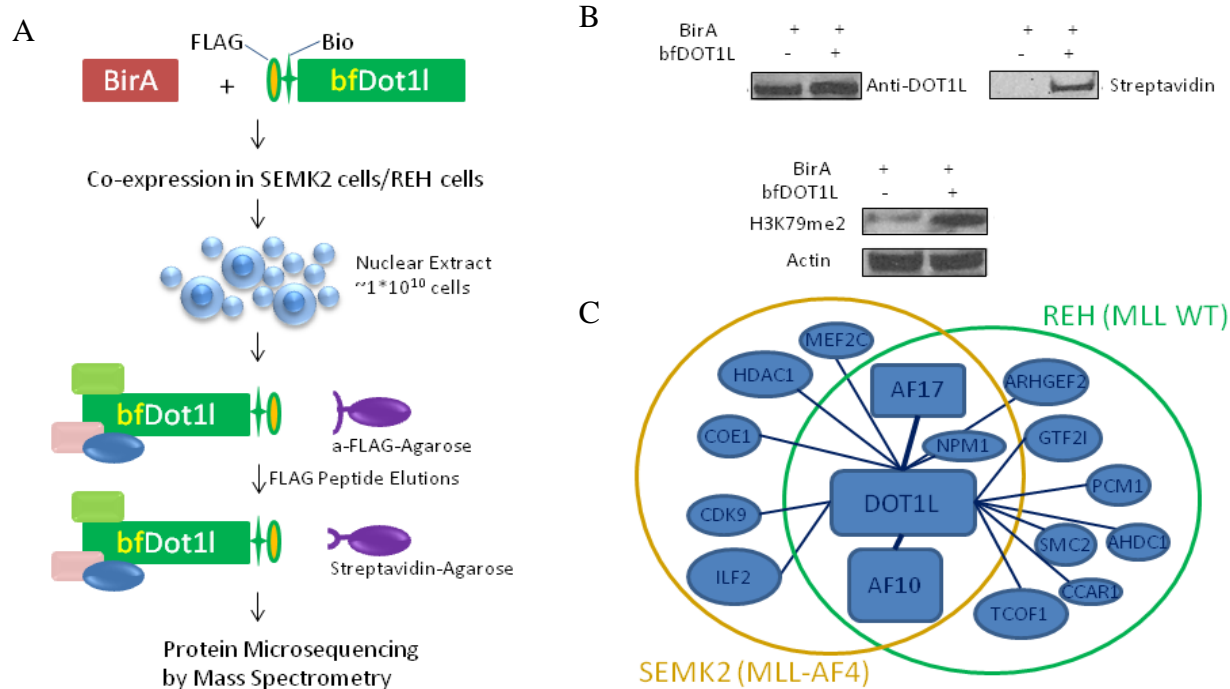 A
FLAG
Bio
BirA
+
bfDot1l
Co-expression in SEMK2 cells/REH cells
Nuclear Extract
~1*10^10 cells
bfDot1l
a-FLAG-Agarose
FLAG Peptide Elutions
bfDot1l
Streptavidin-Agarose
Protein Microsequencing
by Mass Spectrometry
B
BirA + +
bfDOT1L - +
Anti-DOT1L
+ +
- +
Streptavidin
BirA + +
bfDOT1L - +
H3K79me2
Actin
C
REH (MLL WT)
MEF2C
HDAC1
AF17
ARHGEF2
COE1
NPM1
GTF2I
DOT1L
PCM1
CDK9
SMC2
AHDC1
ILF2
AF10
CCAR1
TCOF1
SEMK2 (MLL-AF4)